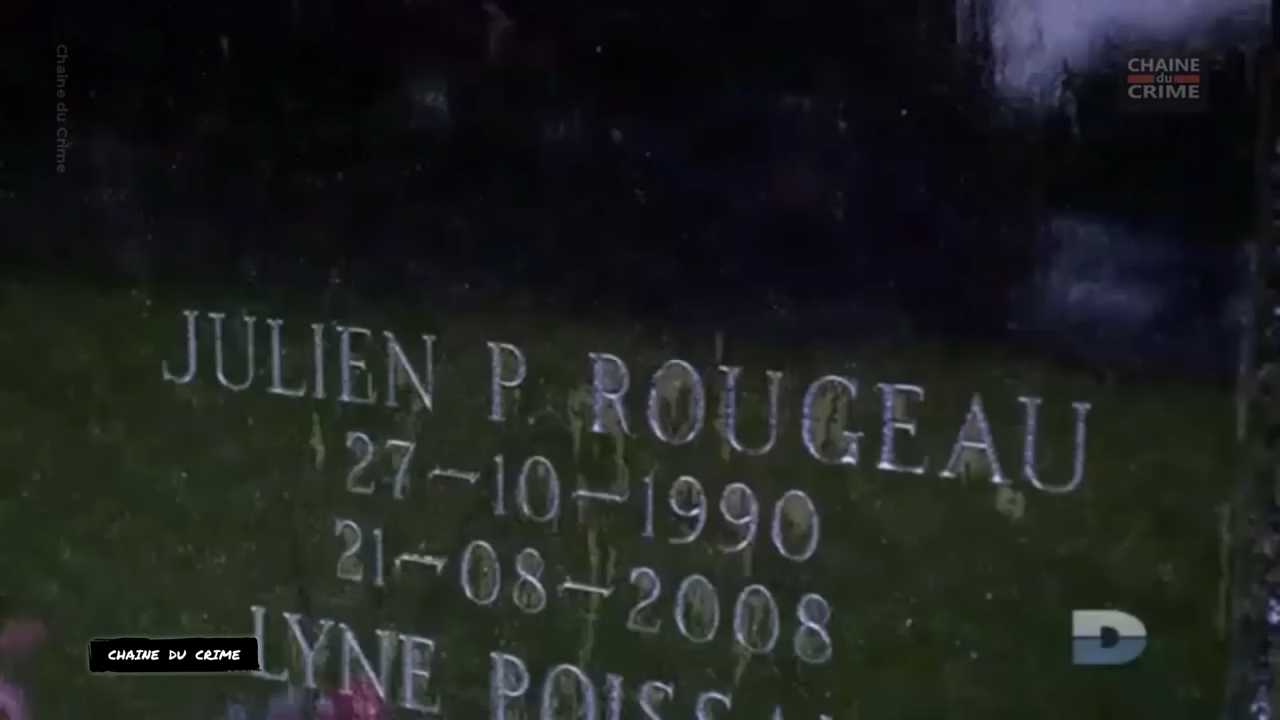 Chaine du Crime
CHAINE
du
CRIME
JULIEN P ROUGEAU
27-10-1990
21-08-2008
LYNE
CHAINE DU CRIME
D